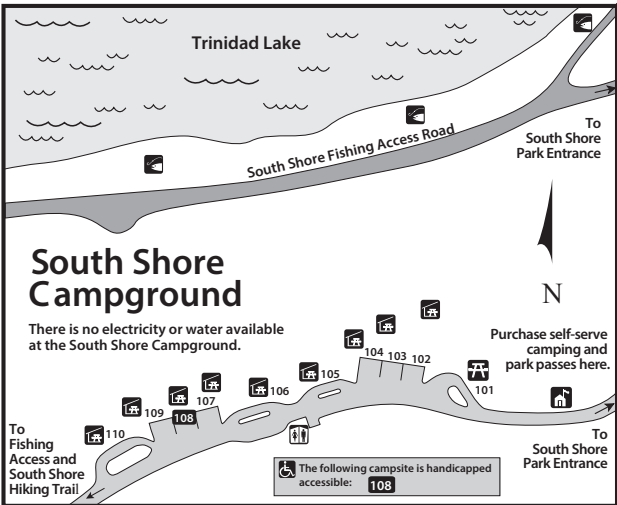 Trinidad Lake
South Shore Fishing Access Road
To
South Shore
Park Entrance
South Shore
Campground
There is no electricity or water available
at the South Shore Campground.
N
Purchase self-serve
camping and
park passes here.
104
103
102
101
105
106
107
108
109
110
To
Fishing
Access and
South Shore
Hiking Trail
To
South Shore
Park Entrance
The following campsite is handicapped
accessible: 108